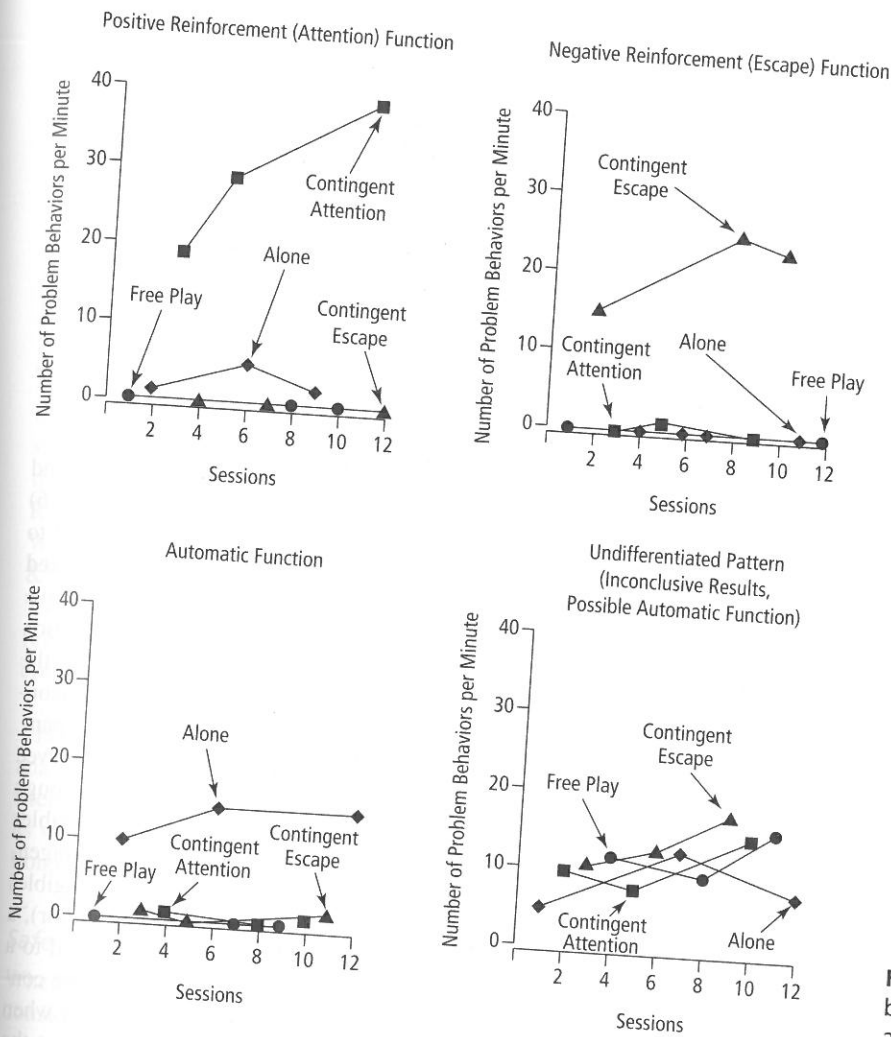 Positive Reinforcement (Attention) Function
Number of Problem Behaviors per Minute
40
30
20
10
0
Contingent
Attention
Alone
Free Play
Contingent
Escape
2 4 6 8 10 12
Sessions
Negative Reinforcement (Escape) Function
Number of Problem Behaviors per Minute
40
30
20
10
0
Contingent
Escape
Contingent
Attention
Alone
Free Play
2 4 6 8 10 12
Sessions
Automatic Function
Number of Problem Behaviors per Minute
40
30
20
10
0
Alone
Free Play
Contingent
Attention
Contingent
Escape
2 4 6 8 10 12
Sessions
Undifferentiated Pattern
(Inconclusive Results,
Possible Automatic Function)
Number of Problem Behaviors per Minute
40
30
20
10
0
Contingent
Escape
Free Play
Contingent
Attention
Alone
2 4 6 8 10 12
Sessions